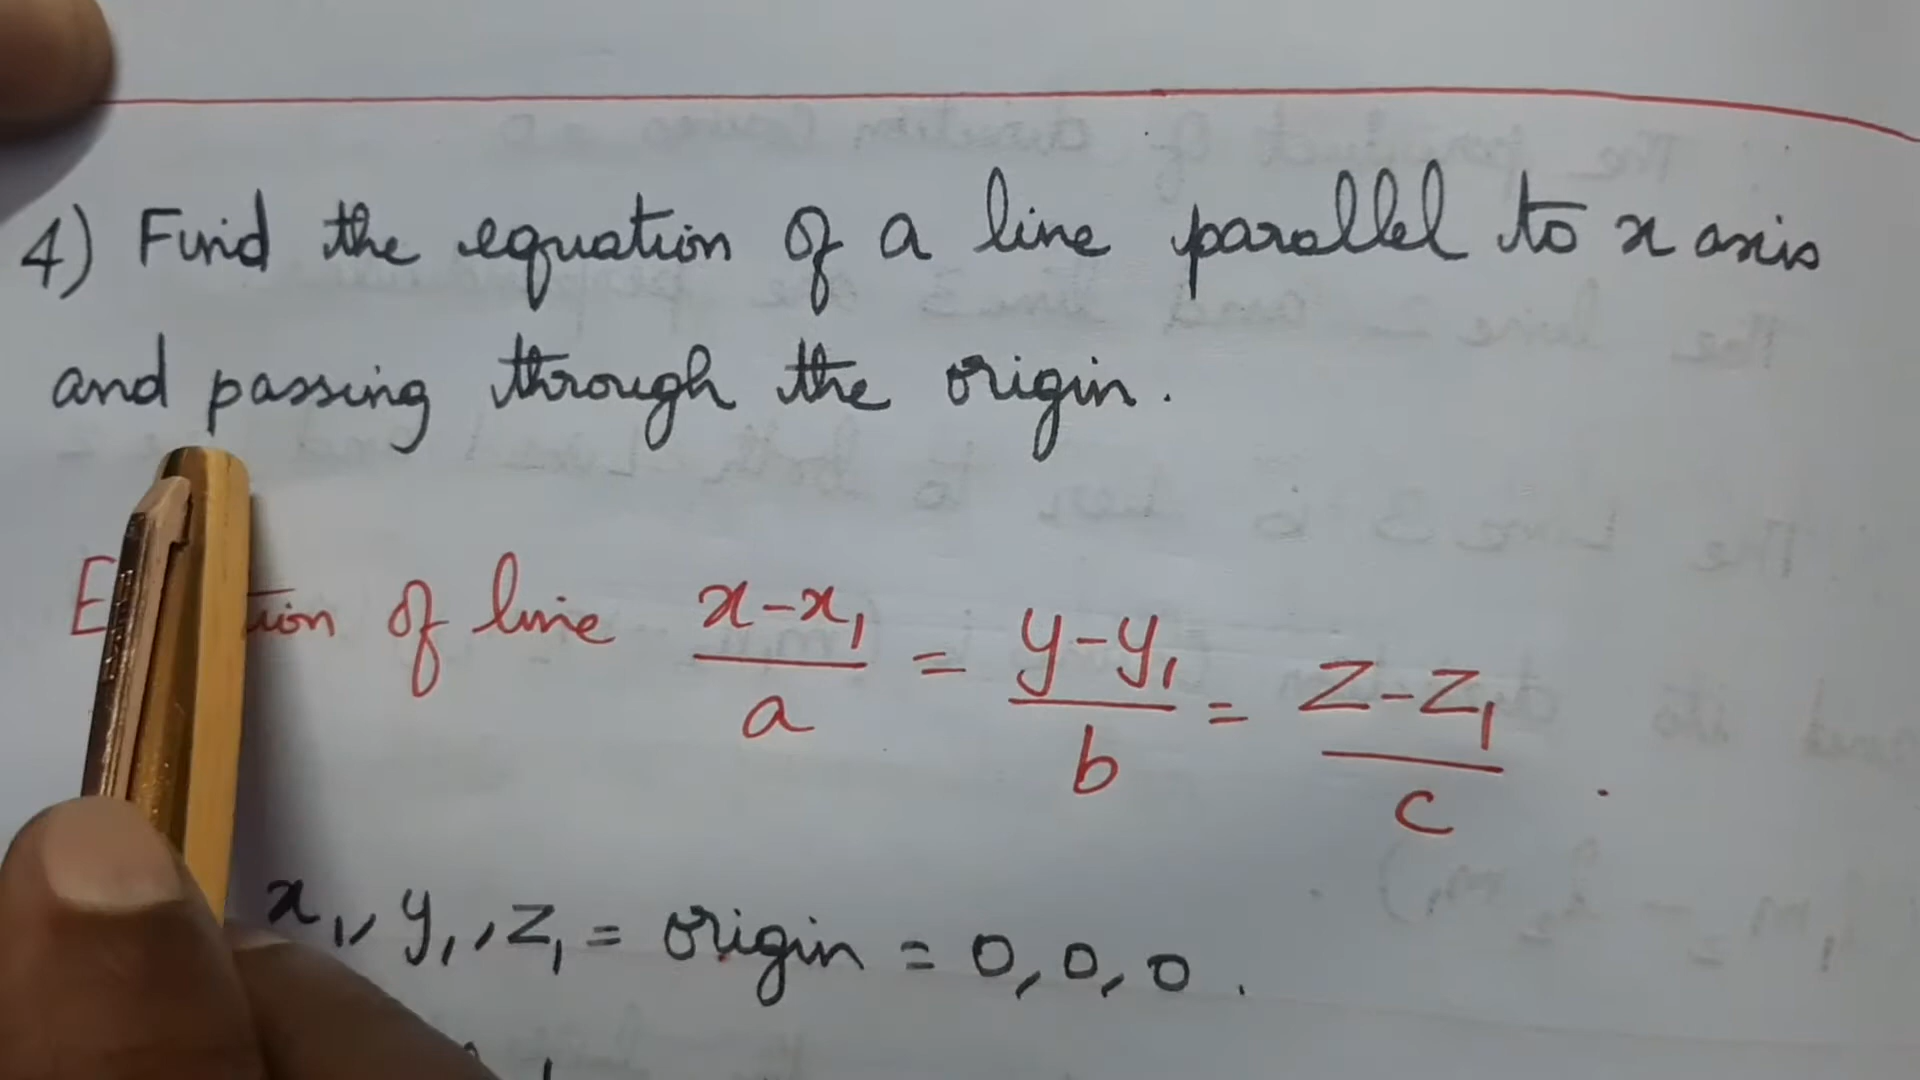 4) Find the equation of a line parallel to x axis
and passing through the origin.
of line x-x₁/a = y-y₁/b = z-z₁/c .
x₁, y₁, z₁ = origin = 0, 0, 0 .